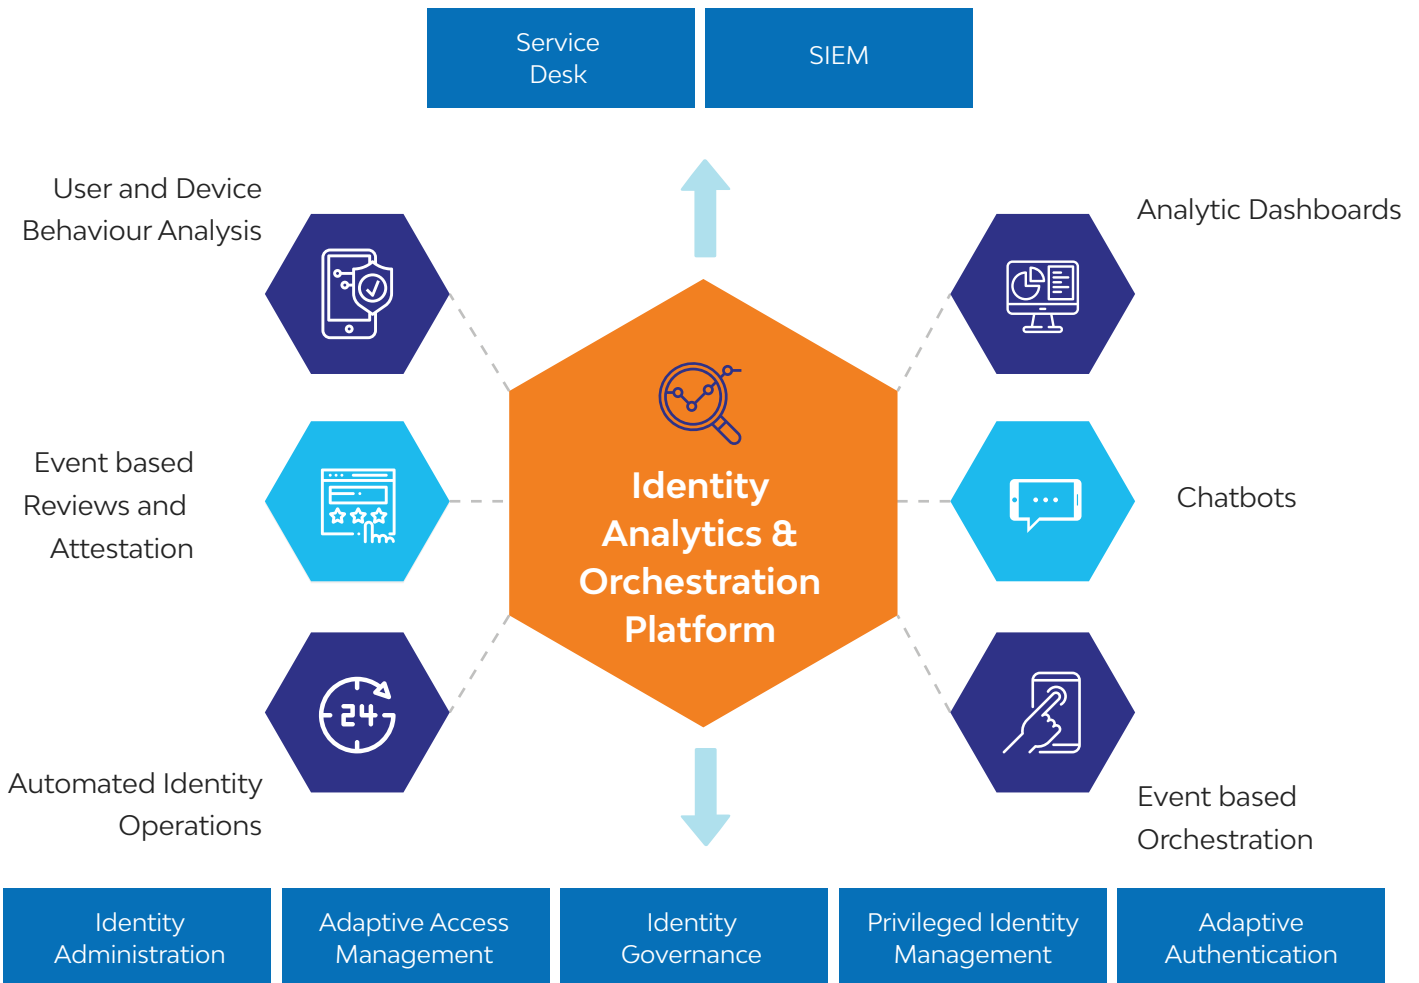 Service
Desk
SIEM
User and Device
Behaviour Analysis
Analytic Dashboards
Event based
Reviews and
Attestation
Identity
Analytics &
Orchestration
Platform
Chatbots
24
Automated Identity
Operations
Event based
Orchestration
Identity
Administration
Adaptive Access
Management
Identity
Governance
Privileged Identity
Management
Adaptive
Authentication